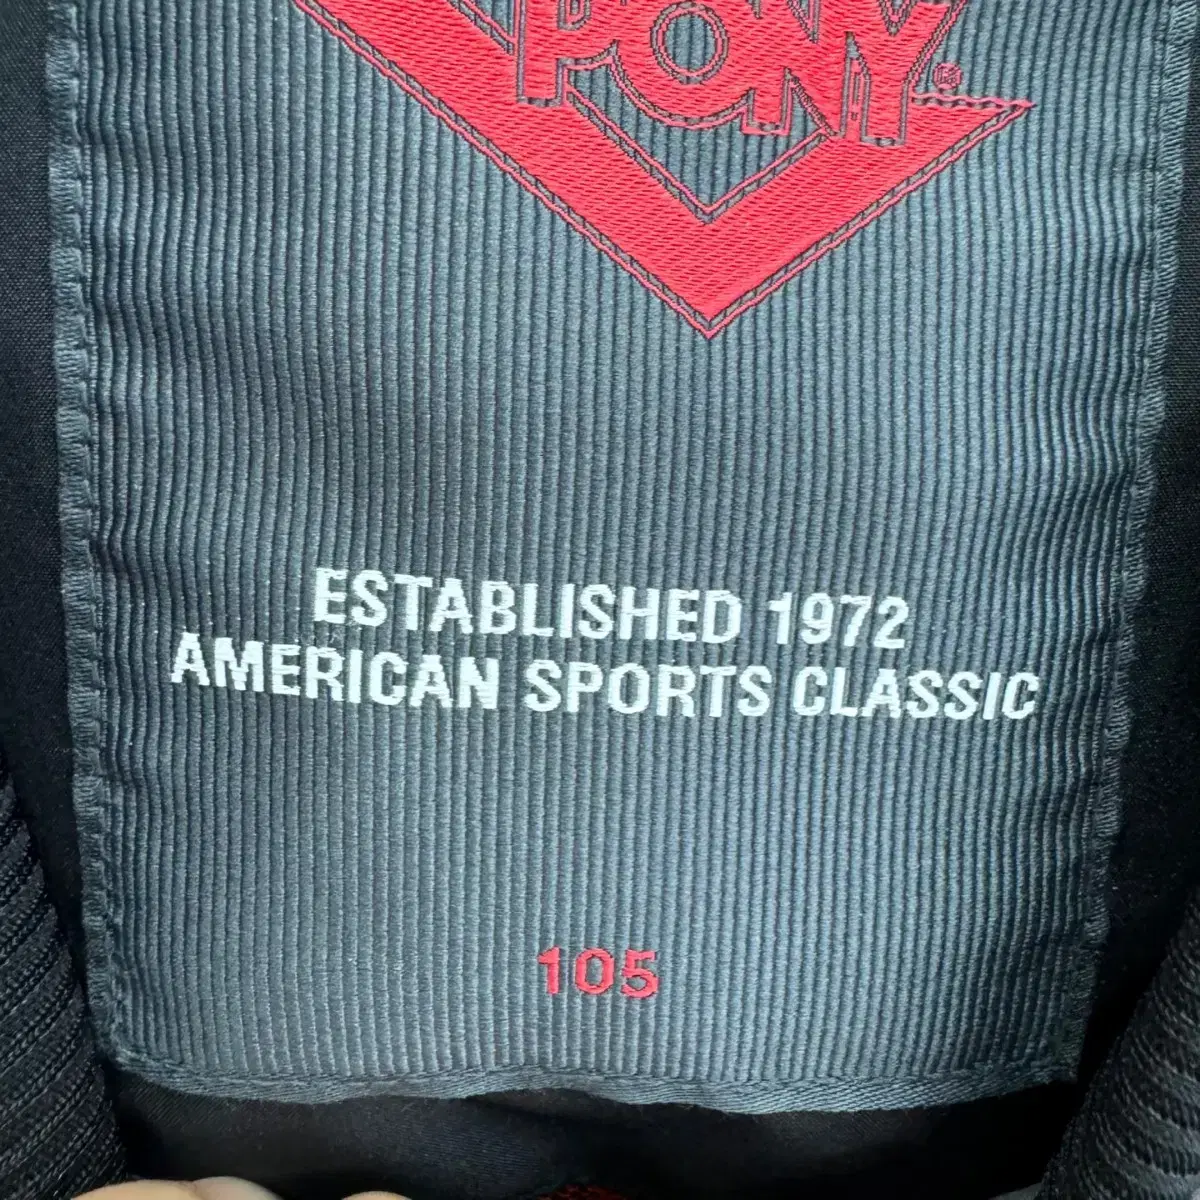 PONY®
ESTABLISHED 1972
AMERICAN SPORTS CLASSIC
105